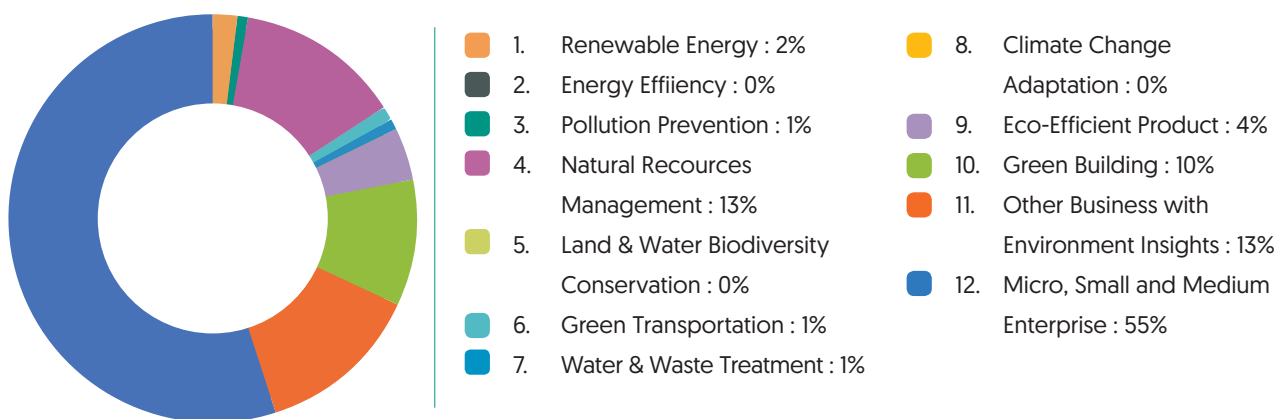 1. Renewable Energy : 2%
2. Energy Effiiency : 0%
3. Pollution Prevention : 1%
4. Natural Recources
Management : 13%
5. Land & Water Biodiversity
Conservation : 0%
6. Green Transportation : 1%
7. Water & Waste Treatment : 1%
8. Climate Change
Adaptation : 0%
9. Eco-Efficient Product : 4%
10. Green Building : 10%
11. Other Business with
Environment Insights : 13%
12. Micro, Small and Medium
Enterprise : 55%